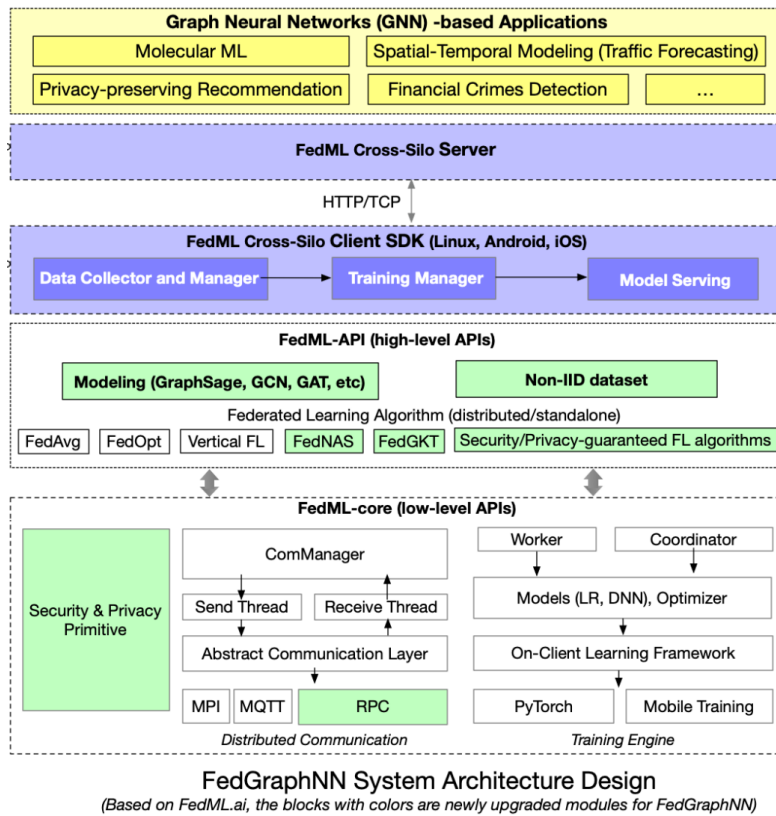 Graph Neural Networks (GNN) -based Applications
Molecular ML
Spatial-Temporal Modeling (Traffic Forecasting)
Privacy-preserving Recommendation
Financial Crimes Detection
...
FedML Cross-Silo Server
HTTP/TCP
FedML Cross-Silo Client SDK (Linux, Android, iOS)
Data Collector and Manager
Training Manager
Model Serving
FedML-API (high-level APIs)
Modeling (GraphSage, GCN, GAT, etc)
Non-IID dataset
Federated Learning Algorithm (distributed/standalone)
FedAvg
FedOpt
Vertical FL
FedNAS
FedGKT
Security/Privacy-guaranteed FL algorithms
FedML-core (low-level APIs)
Security & Privacy
Primitive
ComManager
Send Thread
Receive Thread
Abstract Communication Layer
MPI
MQTT
RPC
Distributed Communication
Worker
Coordinator
Models (LR, DNN), Optimizer
On-Client Learning Framework
PyTorch
Mobile Training
Training Engine
FedGraphNN System Architecture Design
(Based on FedML.ai, the blocks with colors are newly upgraded modules for FedGraphNN)